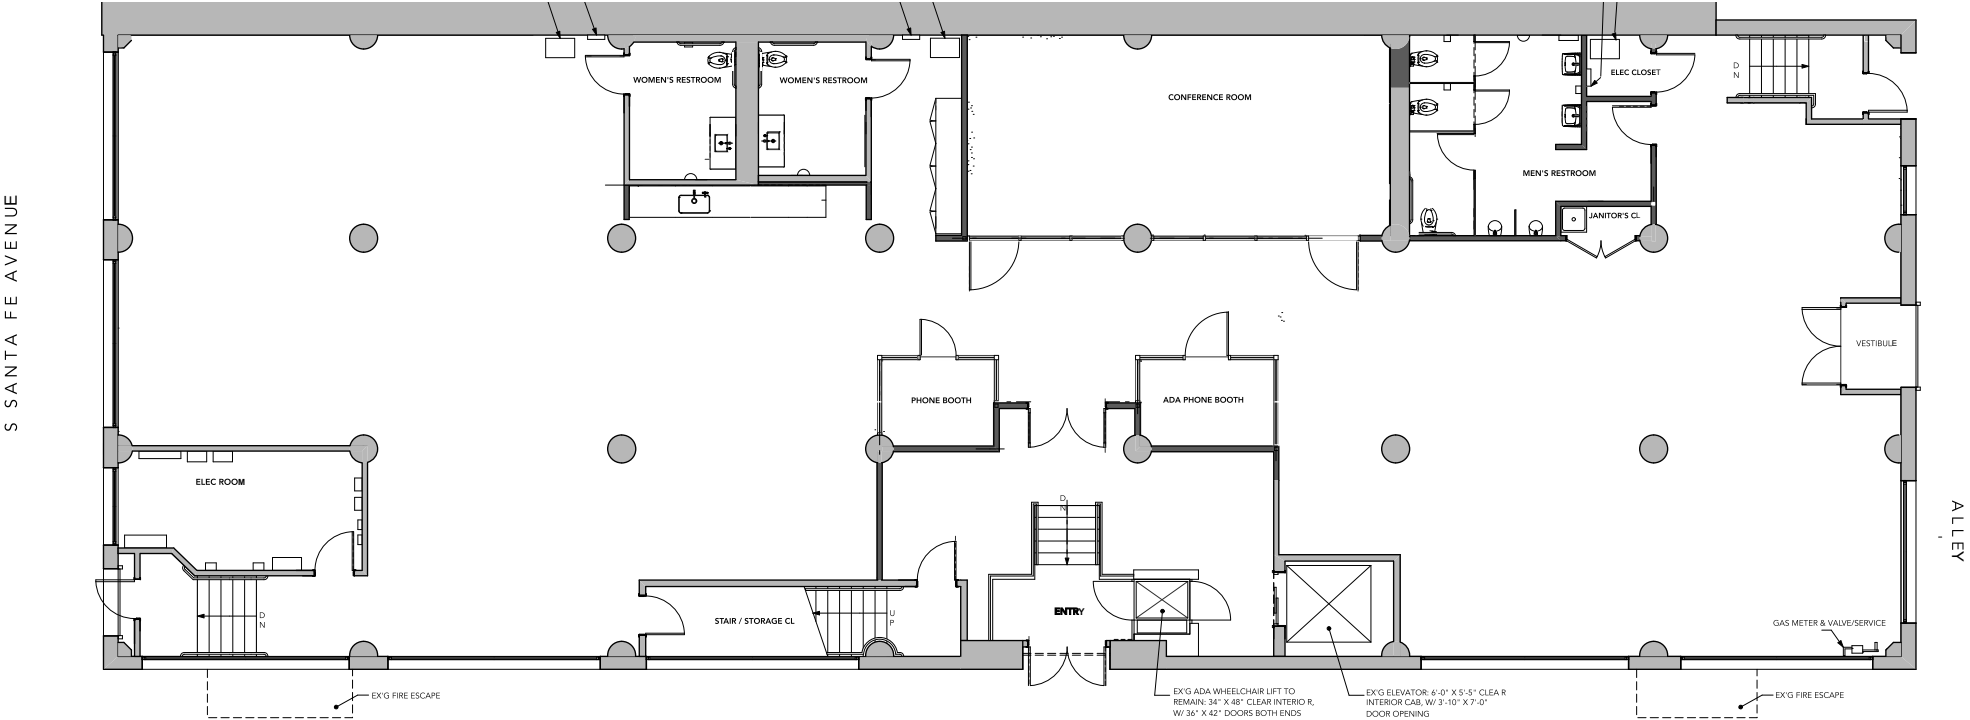 S SANTA FE AVENUE
WOMEN'S RESTROOM
WOMEN'S RESTROOM
CONFERENCE ROOM
ELEC CLOSET
DN
MEN'S RESTROOM
JANITOR'S CL
VESTIBULE
PHONE BOOTH
ADA PHONE BOOTH
ELEC ROOM
DN
ALLEY
DN
UP
STAIR / STORAGE CL
ENTRY
GAS METER & VALVE/SERVICE
EX'G FIRE ESCAPE
EX'G ADA WHEELCHAIR LIFT TO
REMAIN: 34" X 48" CLEAR INTERIO R,
W/ 36" X 42" DOORS BOTH ENDS
EX'G ELEVATOR: 6'-0" X 5'-5" CLEA R
INTERIOR CAB, W/ 3'-10" X 7'-0"
DOOR OPENING
EX'G FIRE ESCAPE